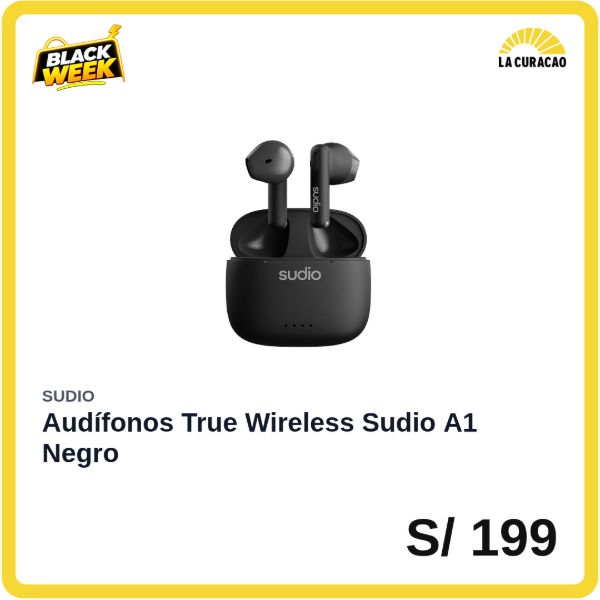 BLACK
WEEK
LA CURACAO
sudio
sudio
SUDIO
Audífonos True Wireless Sudio A1
Negro
S/ 199